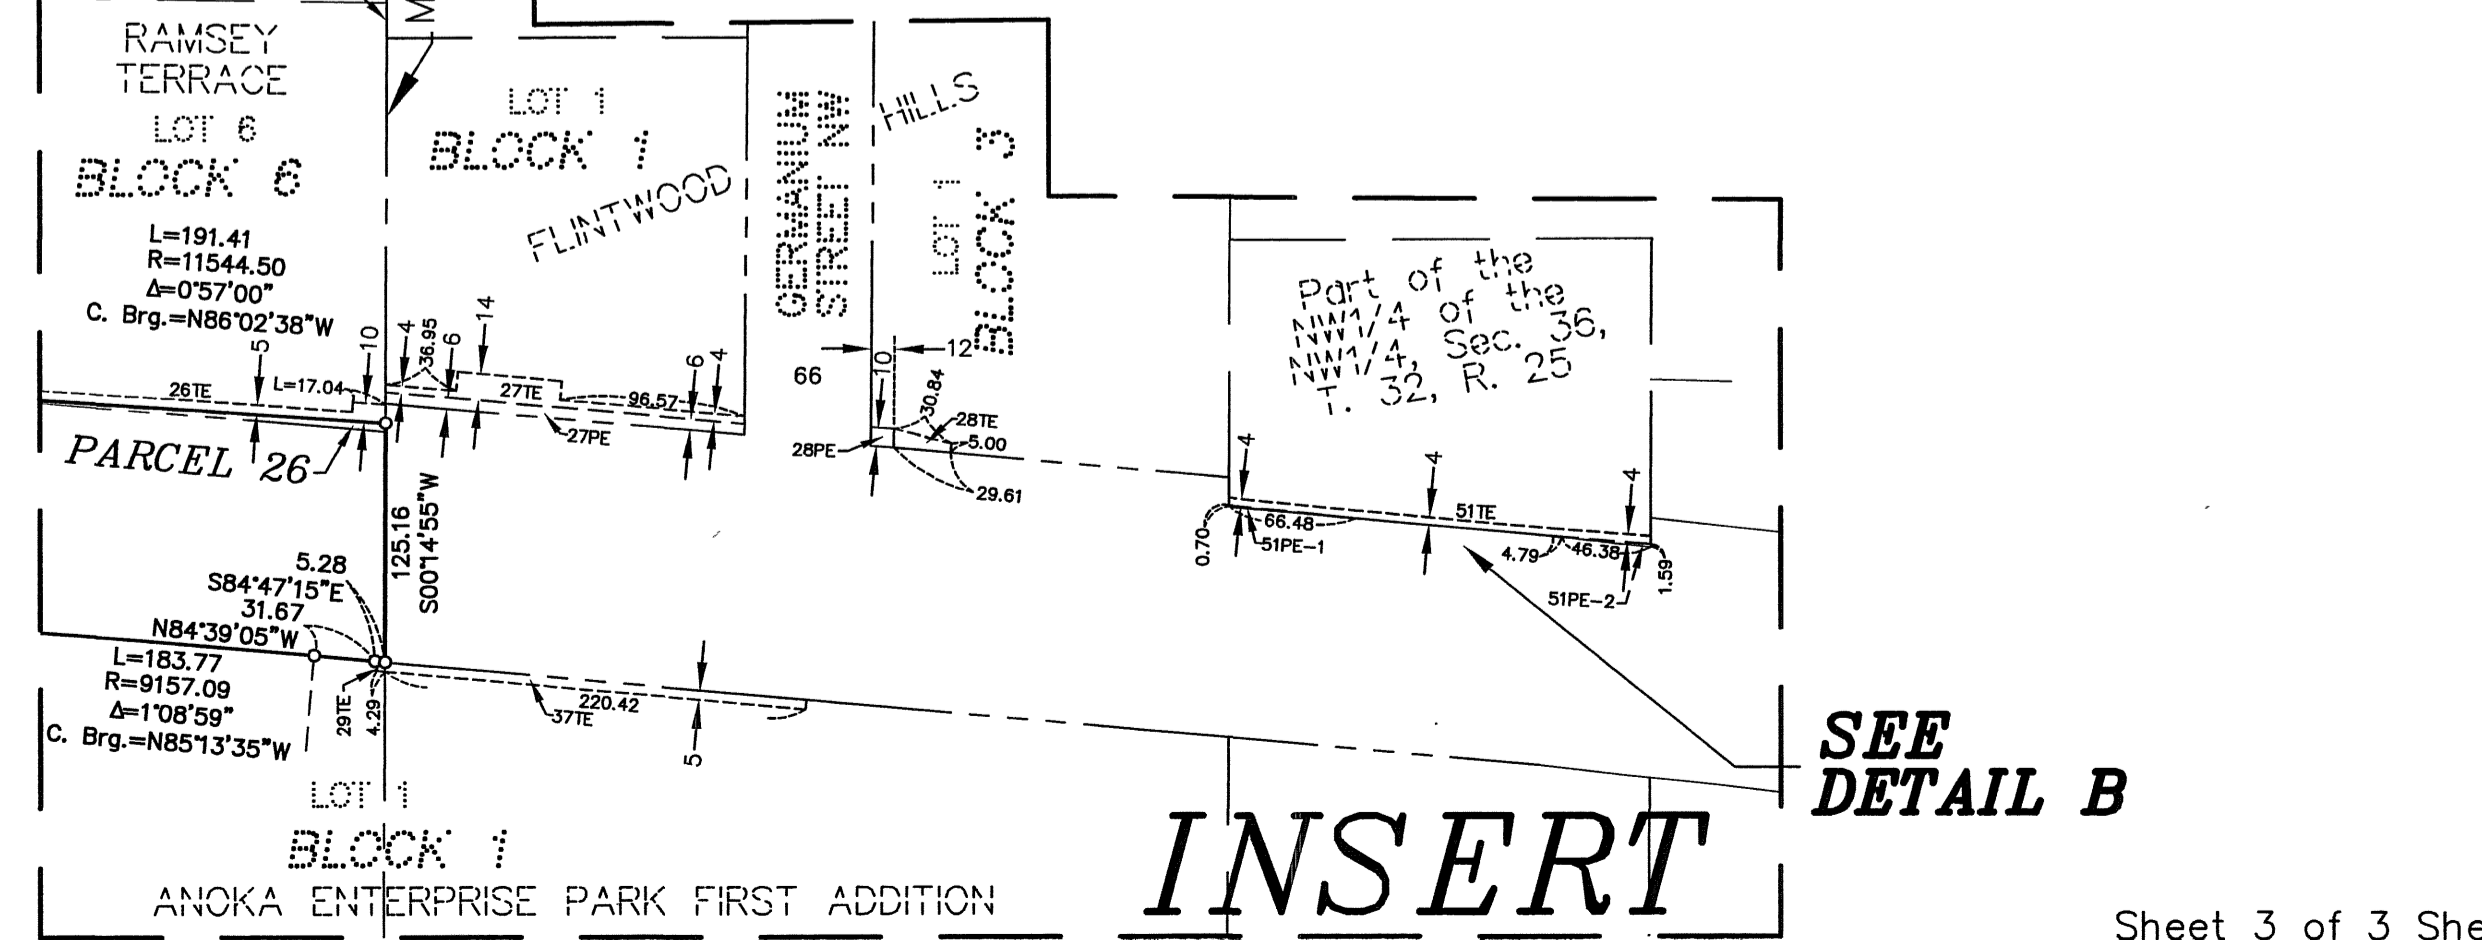 RAMSEY
TERRACE
LOT 6
BLOCK 6
L=191.41
R=11544.50
Δ=0°57'00"
C. Brg.=N86°02'38"W
M
LOT 1
BLOCK 1
FLINTWOOD
HILLS
GERMANIUM
STREET NW
LOT 1
BLOCK 3
Part of the
NW1/4 of the
NW1/4, Sec. 36,
T. 32, R. 25
5
10
4
36.95
6
14
6
4
26TE
L=17.04
27TE
96.57
27PE
PARCEL 26
66
10
12
30.84
28TE
5.00
28PE
29.61
4
4
4
51TE
66.48
0.70
51PE-1
4.79
46.38
1.59
51PE-2
125.16
S00°14'55"W
5.28
S84°47'15"E
31.67
N84°39'05"W
L=183.77
R=9157.09
Δ=1°08'59"
C. Brg.=N85°13'35"W
29TE
4.29
37TE
220.42
5
LOT 1
BLOCK 1
ANOKA ENTERPRISE PARK FIRST ADDITION
INSERT
SEE
DETAIL B
Sheet 3 of 3 She